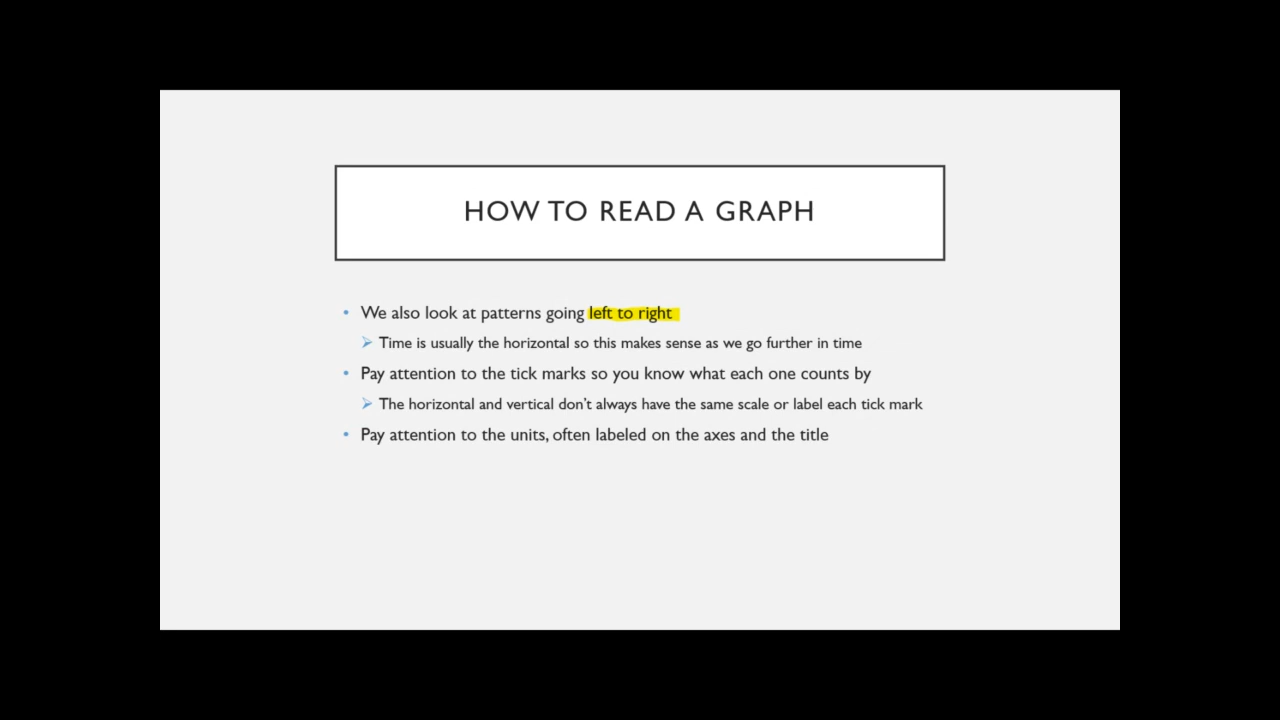 HOW TO READ A GRAPH
• We also look at patterns going left to right
➢ Time is usually the horizontal so this makes sense as we go further in time
• Pay attention to the tick marks so you know what each one counts by
➢ The horizontal and vertical don’t always have the same scale or label each tick mark
• Pay attention to the units, often labeled on the axes and the title